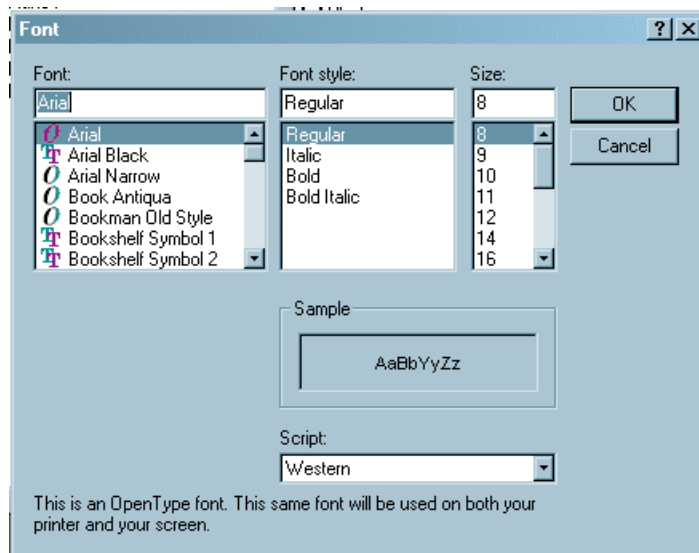 Font
Font:
Font style:
Size:
Arial
Regular
8
OK
Cancel
Arial
Arial Black
Arial Narrow
Book Antiqua
Bookman Old Style
Bookshelf Symbol 1
Bookshelf Symbol 2
Regular
Italic
Bold
Bold Italic
8
9
10
11
12
14
16
Sample
AaBbYyZz
Script:
Western
This is an OpenType font. This same font will be used on both your
printer and your screen.